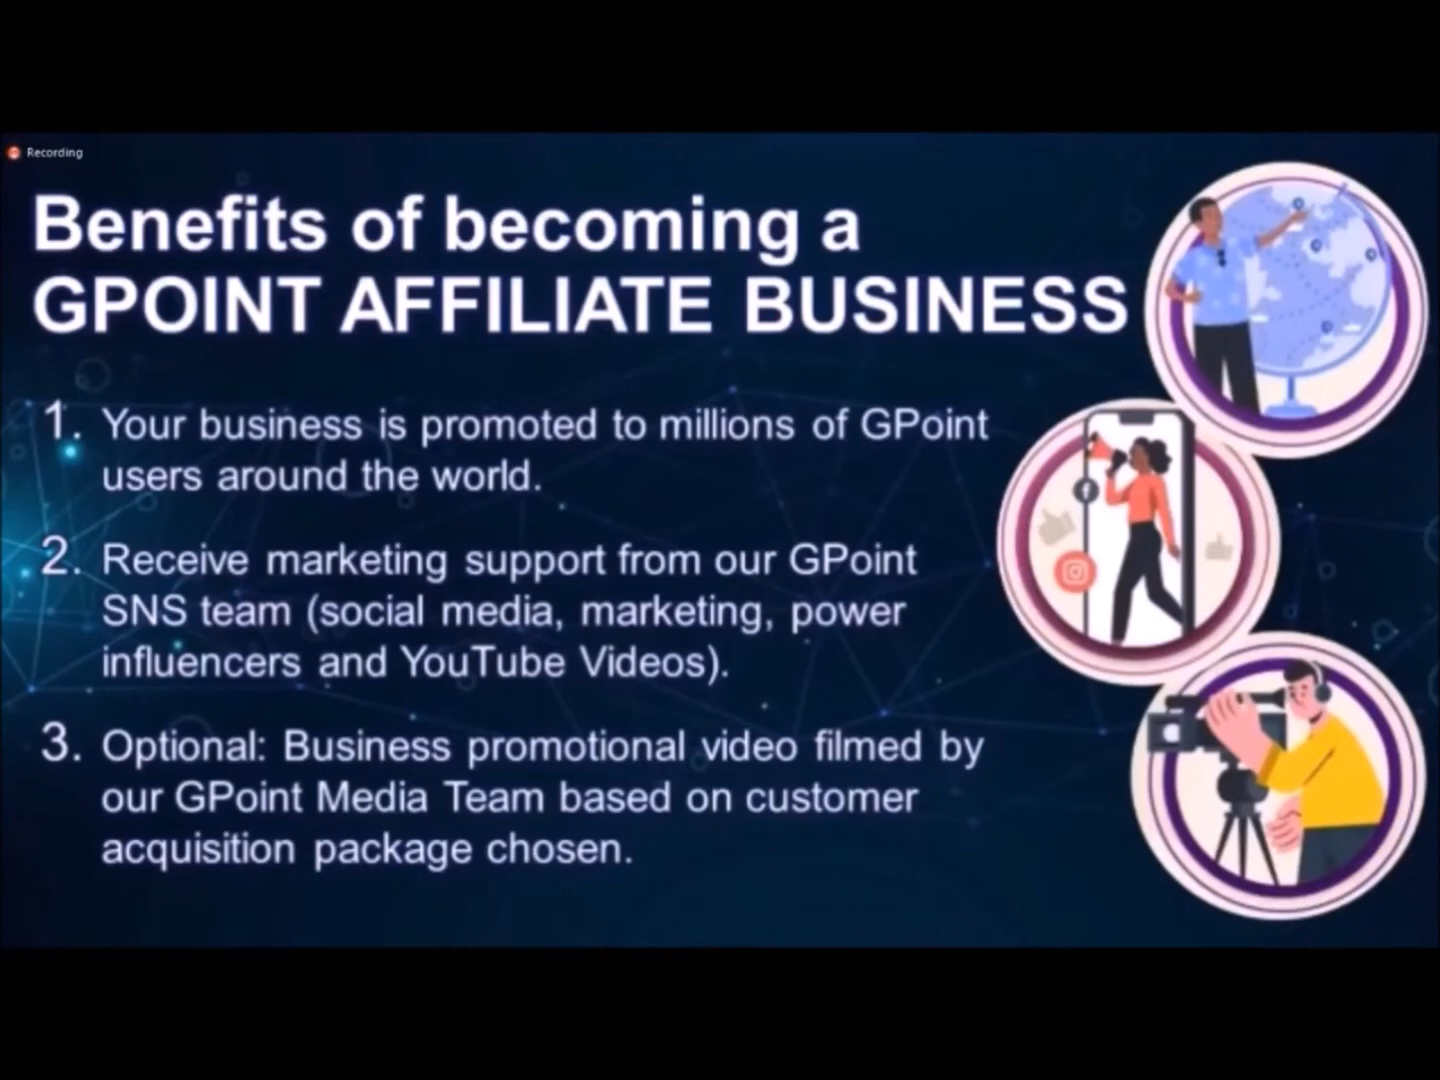 Recording
Benefits of becoming a
GPOINT AFFILIATE BUSINESS
1. Your business is promoted to millions of GPoint
users around the world.
2. Receive marketing support from our GPoint
SNS team (social media, marketing, power
influencers and YouTube Videos).
3. Optional: Business promotional video filmed by
our GPoint Media Team based on customer
acquisition package chosen.